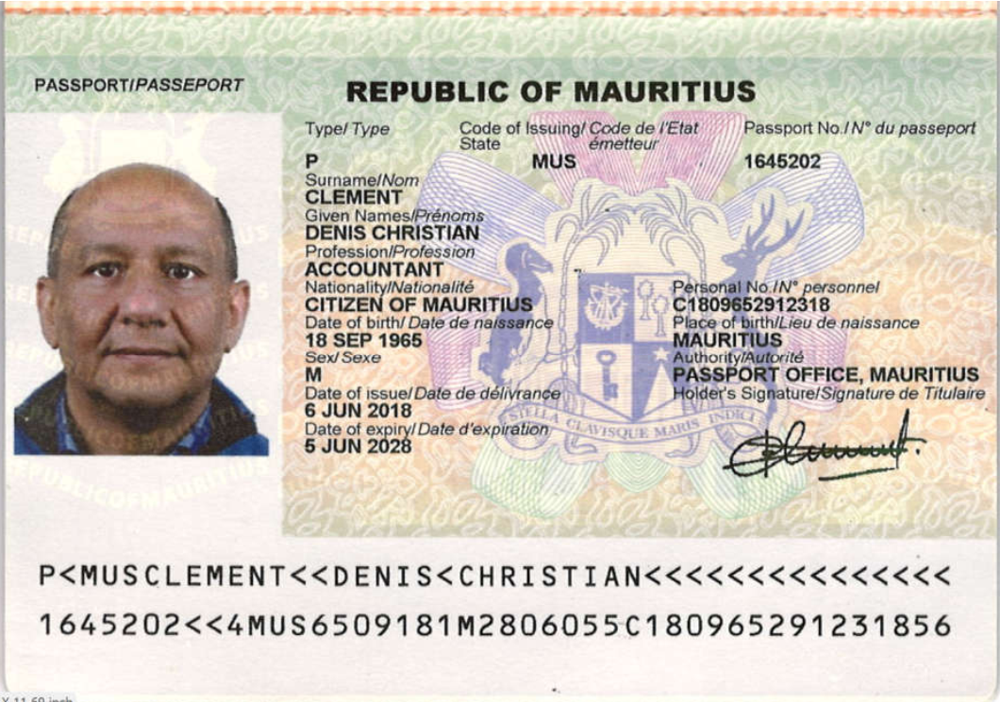 PASSPORT/PASSEPORT
REPUBLIC OF MAURITIUS
Type/ Type Code of Issuing/ Code de l'Etat Passport No./ N° du passeport
State émetteur
P MUS 1645202
Surname/Nom
CLEMENT
Given Names/Prénoms
DENIS CHRISTIAN
Profession/Profession
ACCOUNTANT
Nationality/Nationalité Personal No./N° personnel
CITIZEN OF MAURITIUS C1809652912318
Date of birth/ Date de naissance Place of birth/Lieu de naissance
18 SEP 1965 MAURITIUS
Sex/ Sexe Authority/Autorité
M PASSPORT OFFICE, MAURITIUS
Date of issue/ Date de délivrance Holder's Signature/Signature de Titulaire
6 JUN 2018
Date of expiry/ Date d'expiration
5 JUN 2028
STELLA CLAVISQUE MARIS INDICI
P<MUSCLEMENT<<DENIS<CHRISTIAN<<<<<<<<<<<<<<<
1645202<<4MUS6509181M2806055C180965291231856